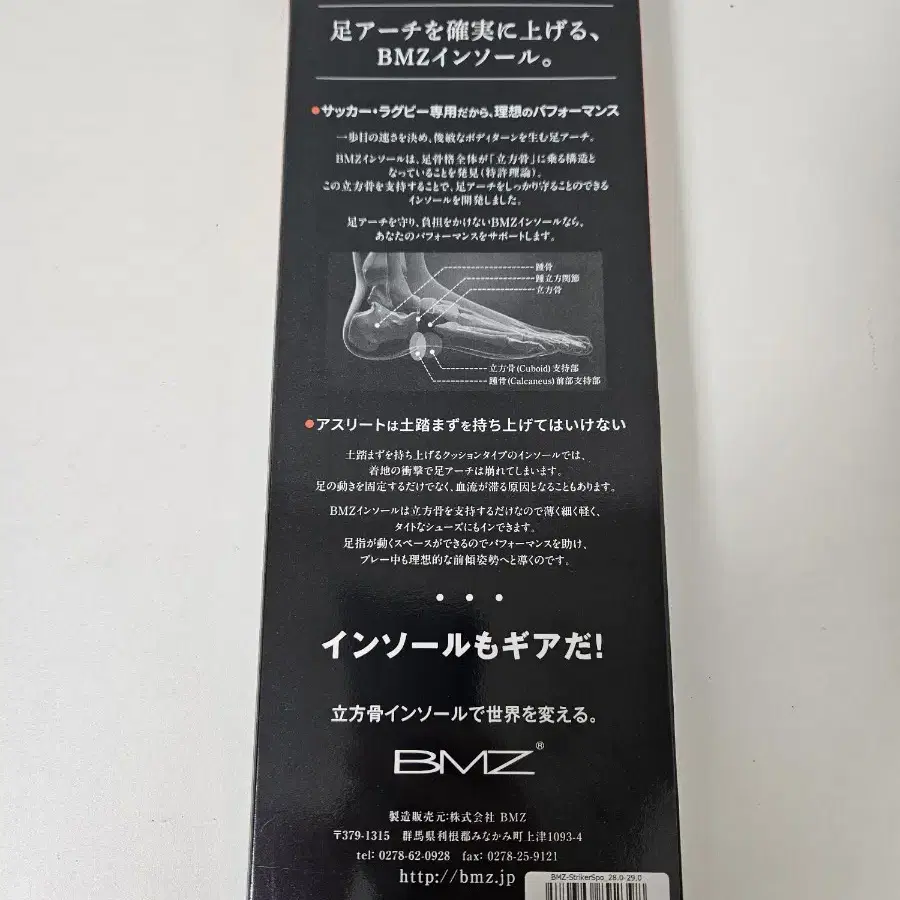 足アーチを確実に上げる、
BMZインソール。
●サッカー・ラグビー専用だから、理想のパフォーマンス
一歩目の速さを決め、俊敏なボディターンを生む足アーチ。
BMZインソールは、足骨格全体が「立方骨」に乗る構造と
なっていることを発見(特許理論)。
この立方骨を支持することで、足アーチをしっかり守ることのできる
インソールを開発しました。
足アーチを守り、負担をかけないBMZインソールなら、
あなたのパフォーマンスをサポートします。
踵骨
踵立方関節
立方骨
立方骨(Cuboid)支持部
踵骨(Calcaneus)前部支持部
●アスリートは土踏まずを持ち上げてはいけない
土踏まずを持ち上げるクッションタイプのインソールでは、
着地の衝撃で足アーチは崩れてしまいます。
足の動きを固定するだけでなく、血流が滞る原因となることもあります。
BMZインソールは立方骨を支持するだけなので薄く細く軽く、
タイトなシューズにもインできます。
足指が動くスペースができるのでパフォーマンスを助け、
プレー中も理想的な前傾姿勢へと導くのです。
● ● ●
インソールもギアだ!
立方骨インソールで世界を変える。
BMZ®
製造販売元:株式会社 BMZ
〒379-1315 群馬県利根郡みなかみ町上津1093-4
tel: 0278-62-0928 fax: 0278-25-9121
http://bmz.jp
BMZ-StrikerSpo_28.0-29.0